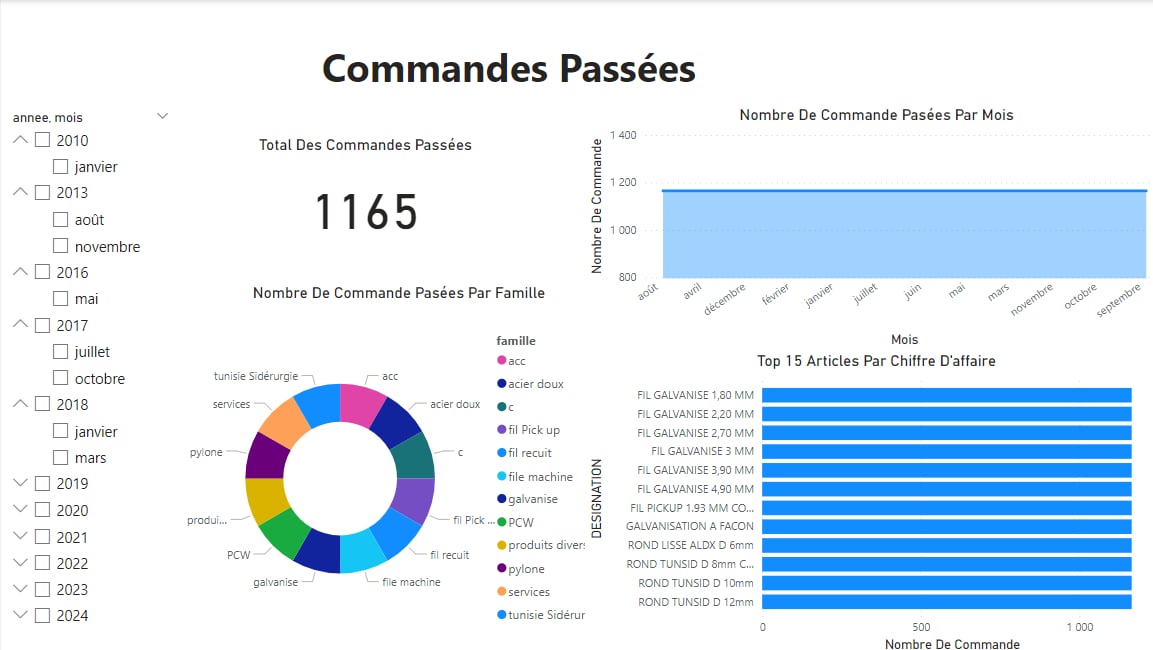 Commandes Passées
annee, mois
2010
janvier
2013
août
novembre
2016
mai
2017
juillet
octobre
2018
janvier
mars
2019
2020
2021
2022
2023
2024
Total Des Commandes Passées
1165
Nombre De Commande Pasées Par Famille
tunisie Sidérurgie
acc
services
acier doux
pylone
c
produi...
fil Pick ...
PCW
fil recuit
galvanise
file machine
famille
acc
acier doux
c
fil Pick up
fil recuit
file machine
galvanise
PCW
produits divers
pylone
services
tunisie Sidérur
Nombre De Commande Pasées Par Mois
Nombre De Commande
1 400
1 200
1 000
800
août
avril
décembre
février
janvier
juillet
juin
mai
mars
novembre
octobre
septembre
Mois
Top 15 Articles Par Chiffre D'affaire
DESIGNATION
FIL GALVANISE 1,80 MM
FIL GALVANISE 2,20 MM
FIL GALVANISE 2,70 MM
FIL GALVANISE 3 MM
FIL GALVANISE 3,90 MM
FIL GALVANISE 4,90 MM
FIL PICKUP 1.93 MM CO...
GALVANISATION A FACON
ROND LISSE ALDX D 6mm
ROND TUNSID D 8mm C...
ROND TUNSID D 10mm
ROND TUNSID D 12mm
0
500
1 000
Nombre De Commande